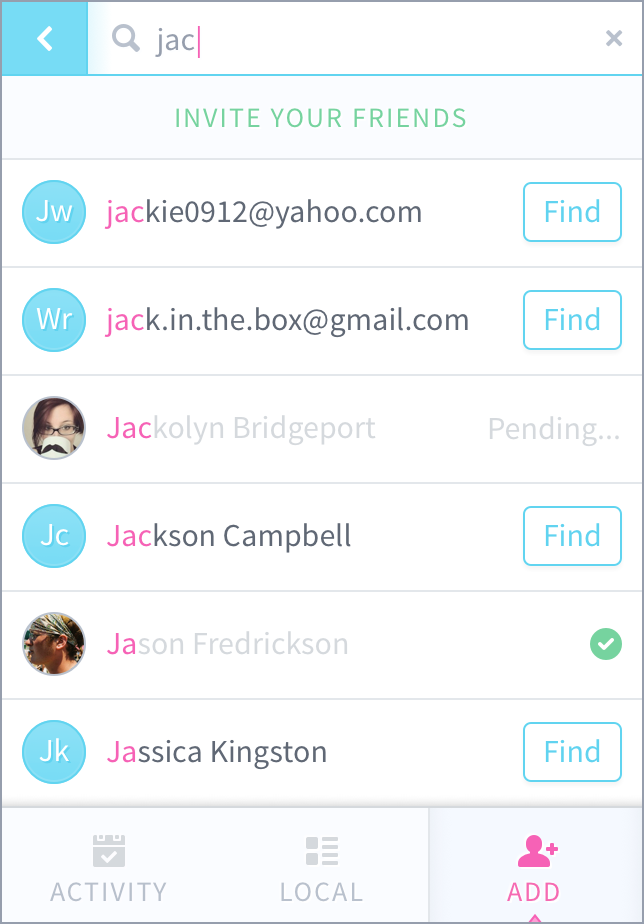 jac
INVITE YOUR FRIENDS
Jw jackie0912@yahoo.com Find
Wr jack.in.the.box@gmail.com Find
Jackolyn Bridgeport Pending...
Jc Jackson Campbell Find
Jason Fredrickson
Jk Jassica Kingston Find
ACTIVITY LOCAL ADD